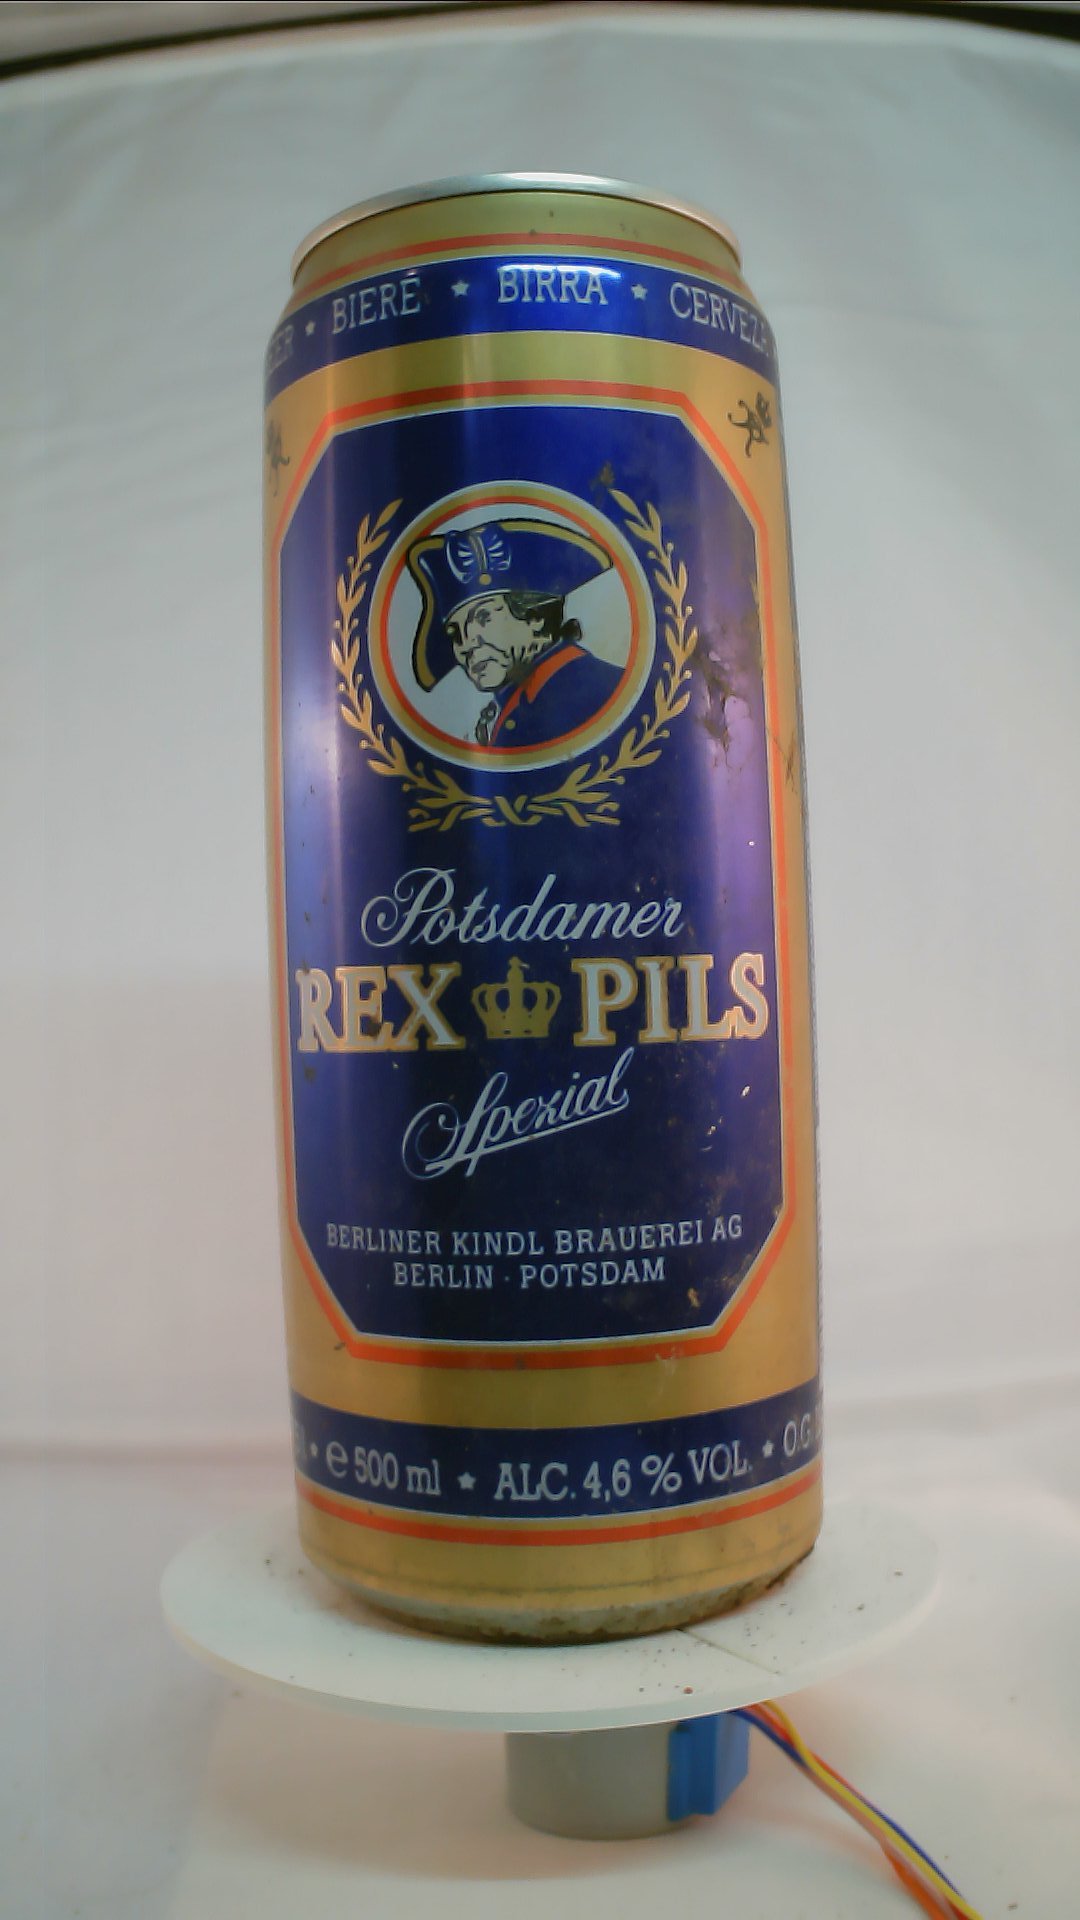 BIERE ★ BIRRA ★ CERVEZA
Potsdamer
REX PILS
Spezial
BERLINER KINDL BRAUEREI AG
BERLIN · POTSDAM
℮ 500 ml ★ ALC. 4,6 % VOL. ★